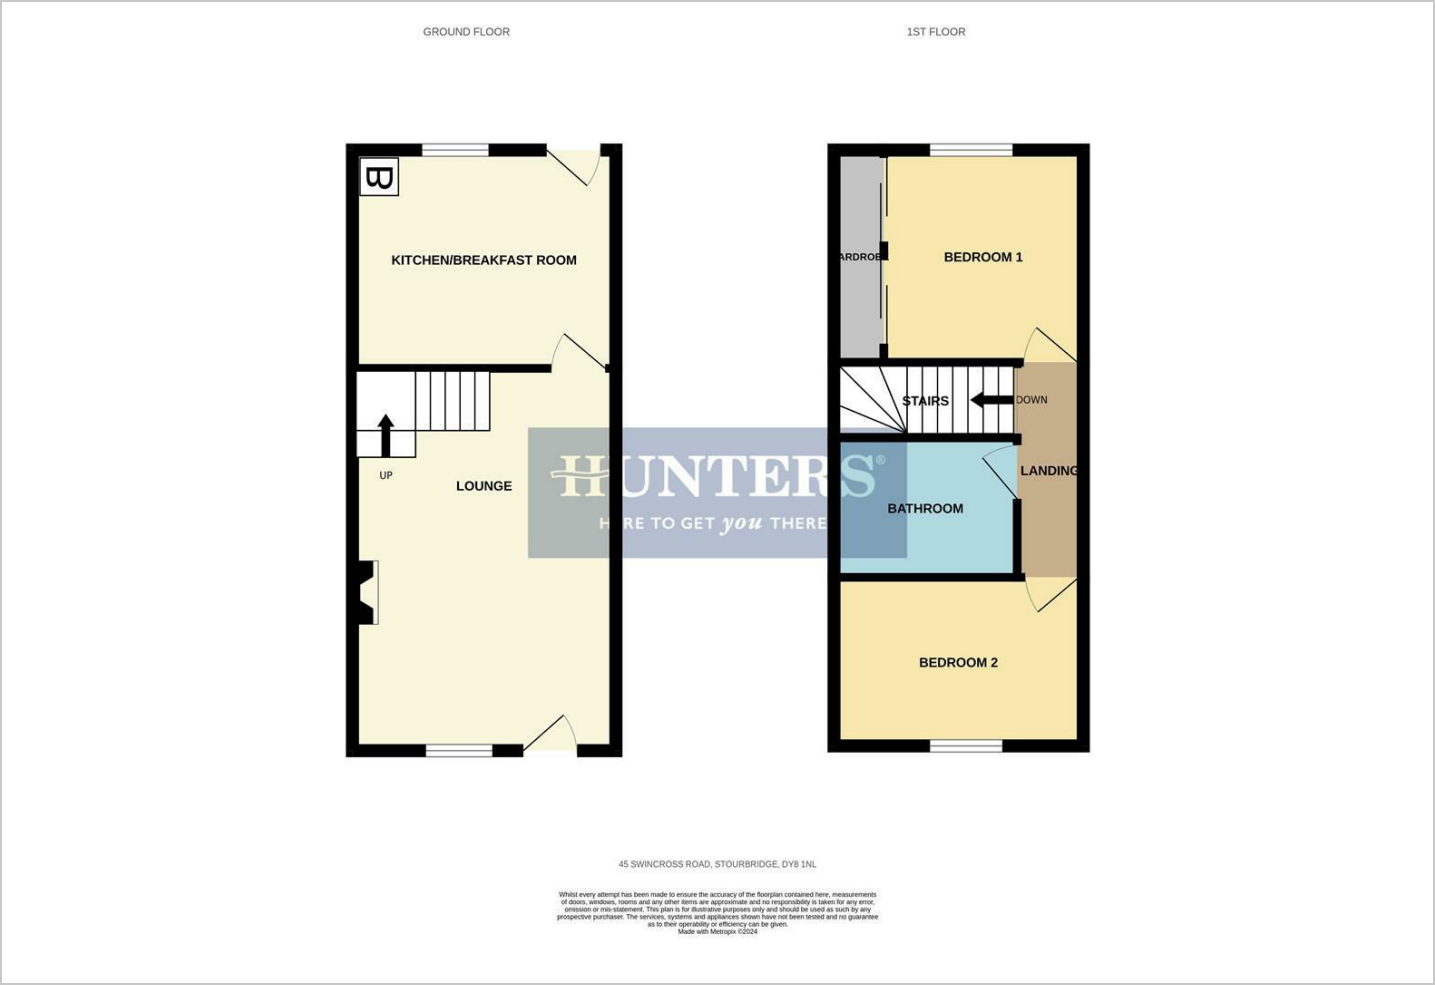 GROUND FLOOR
1ST FLOOR
B
KITCHEN/BREAKFAST ROOM
UP
LOUNGE
ARDROB
BEDROOM 1
STAIRS
DOWN
LANDING
BATHROOM
BEDROOM 2
HUNTERS®
HERE TO GET you THERE
45 SWINCROSS ROAD, STOURBRIDGE, DY8 1NL
Whilst every attempt has been made to ensure the accuracy of the floorplan contained here, measurements
of doors, windows, rooms and any other items are approximate and no responsibility is taken for any error,
omission or mis-statement. This plan is for illustrative purposes only and should be used as such by any
prospective purchaser. The services, systems and appliances shown have not been tested and no guarantee
as to their operability or efficiency can be given.
Made with Metropix ©2024